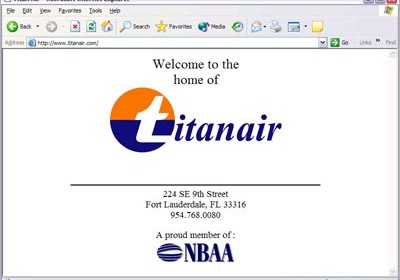 File Edit View Favorites Tools Help
Back Search Favorites Media
Address http://www.titanair.com/ Go Links
Welcome to the
home of
titanair
224 SE 9th Street
Fort Lauderdale, FL 33316
954.768.0080
A proud member of :
NBAA